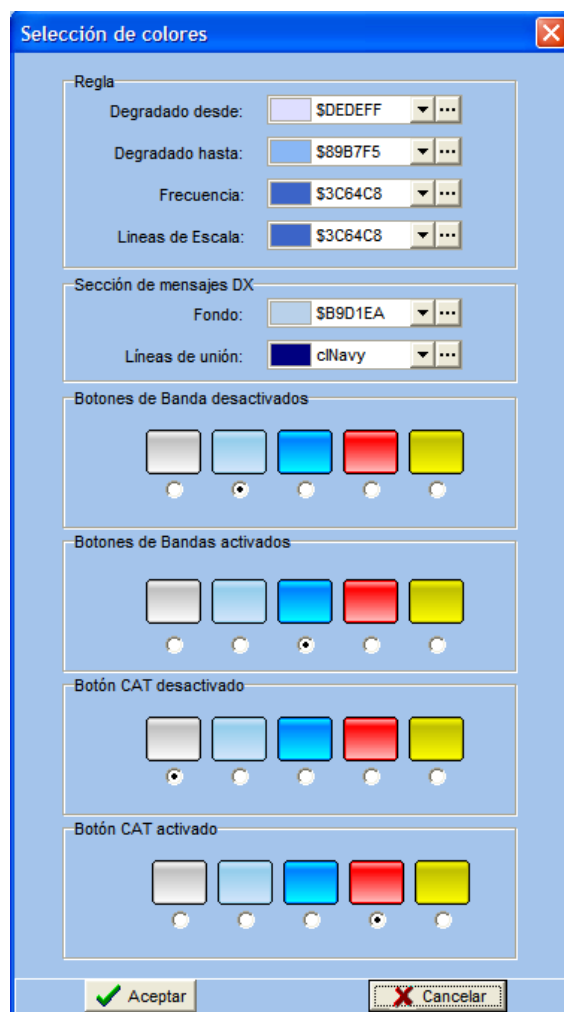 Selección de colores
Regla
Degradado desde: $DEDEFF
Degradado hasta: $89B7F5
Frecuencia: $3C64C8
Lineas de Escala: $3C64C8
Sección de mensajes DX
Fondo: $B9D1EA
Líneas de unión: clNavy
Botones de Banda desactivados
Botones de Bandas activados
Botón CAT desactivado
Botón CAT activado
Aceptar Cancelar